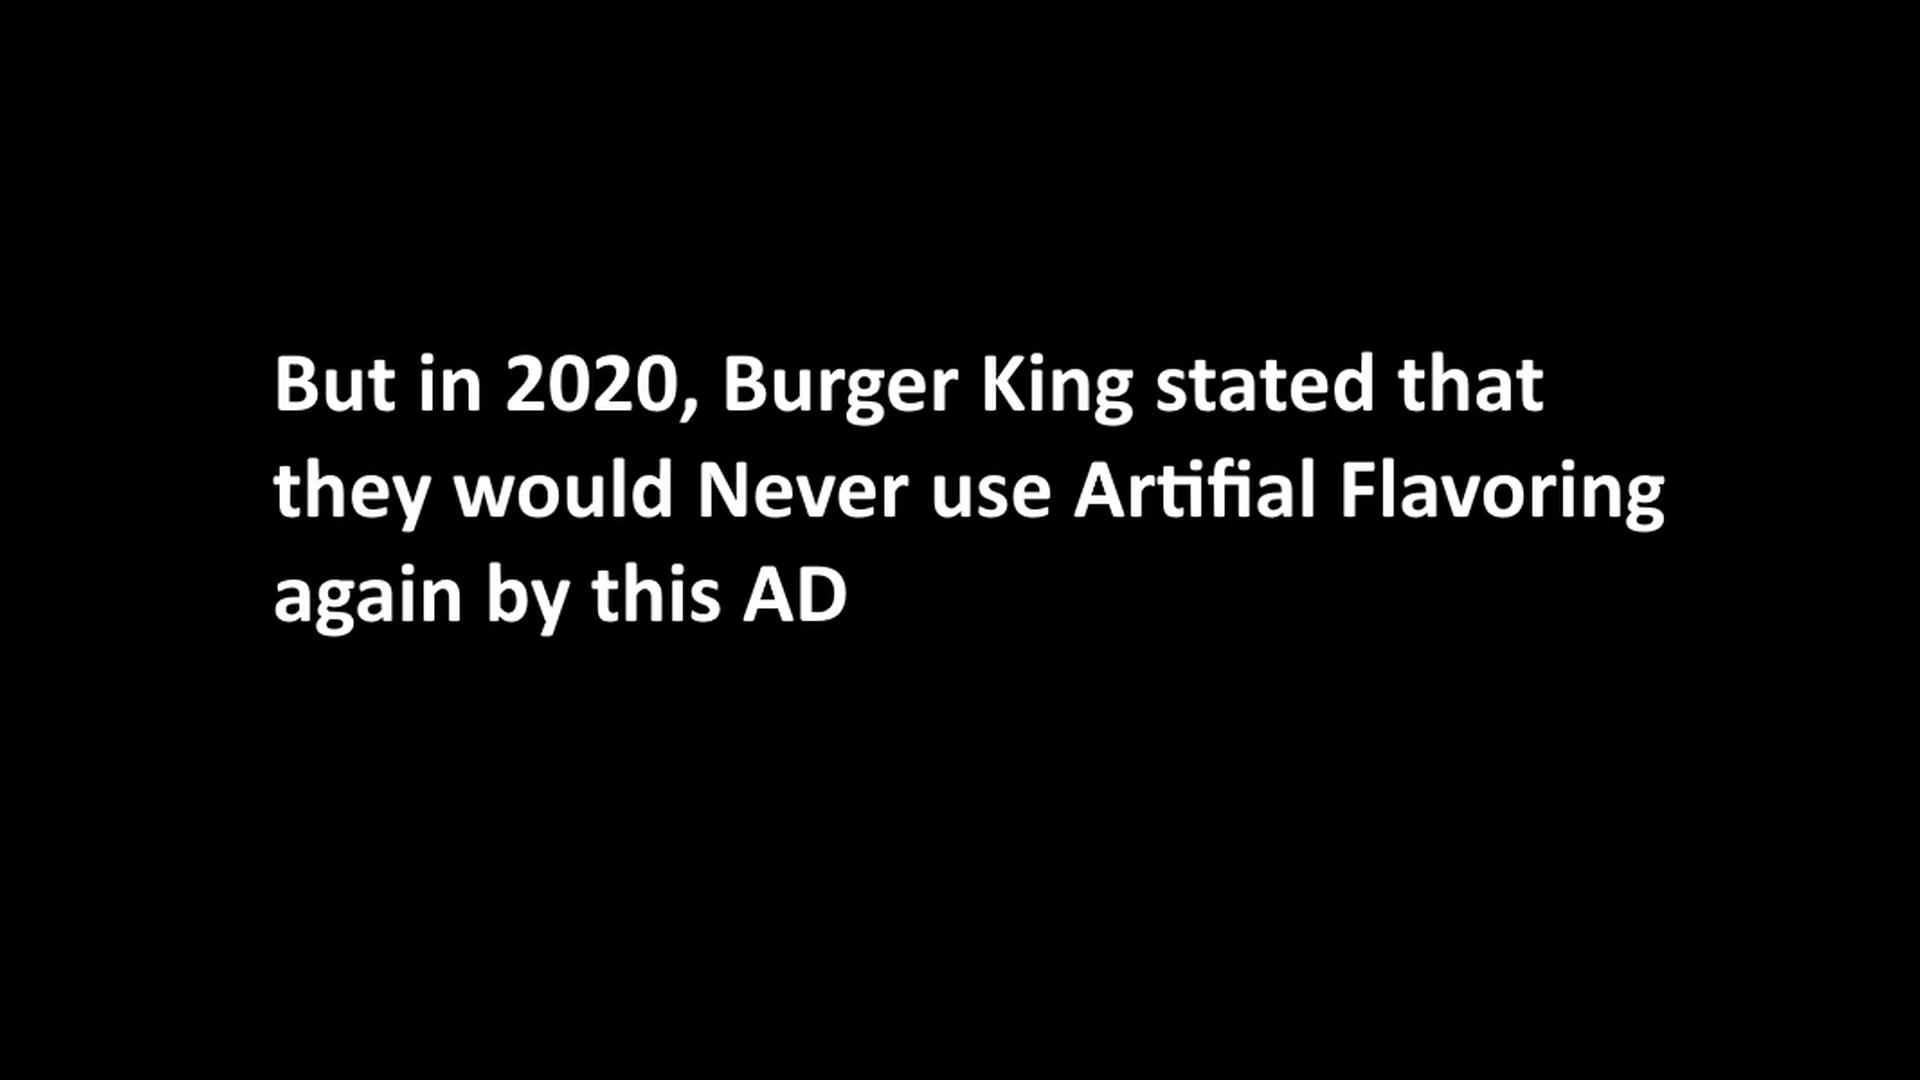 But in 2020, Burger King stated that
they would Never use Artifial Flavoring
again by this AD